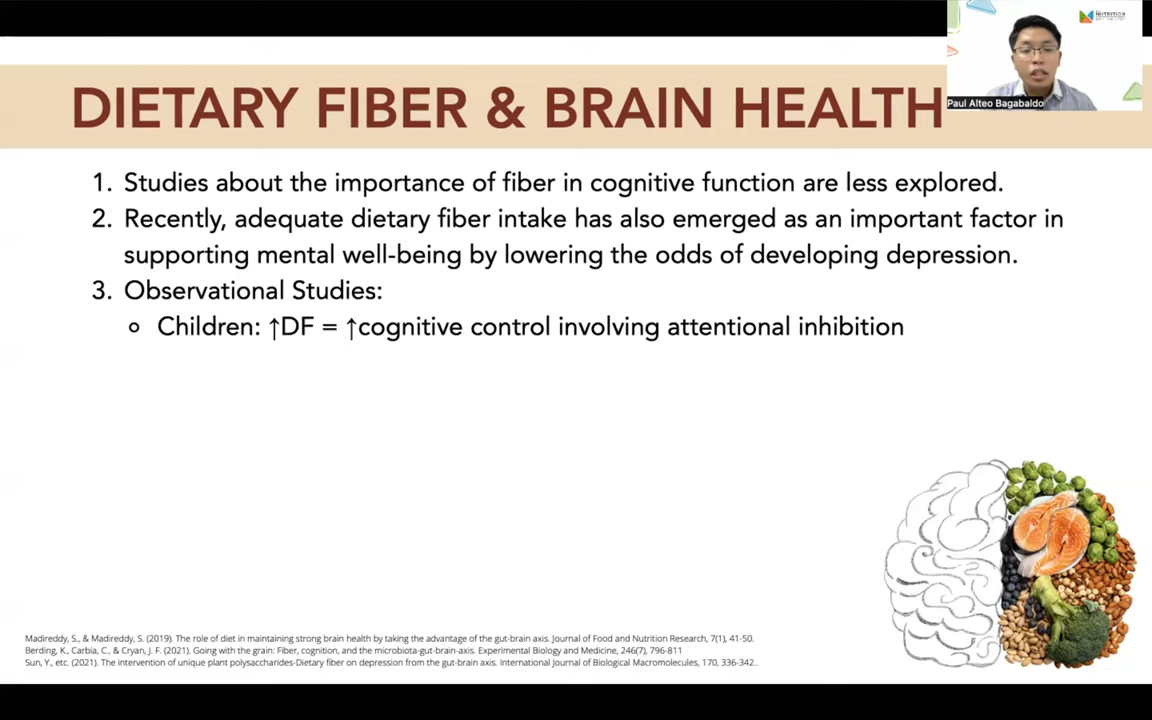 NUTRITION
Paul Alteo Bagabaldo
DIETARY FIBER & BRAIN HEALTH
1. Studies about the importance of fiber in cognitive function are less explored.
2. Recently, adequate dietary fiber intake has also emerged as an important factor in
supporting mental well-being by lowering the odds of developing depression.
3. Observational Studies:
Children: ↑DF = ↑cognitive control involving attentional inhibition
Madireddy, S., & Madireddy, S. (2019). The role of diet in maintaining strong brain health by taking the advantage of the gut-brain axis. Journal of Food and Nutrition Research, 7(1), 41-50.
Berding, K., Carbia, C., & Cryan, J. F. (2021). Going with the grain: Fiber, cognition, and the microbiota-gut-brain-axis. Experimental Biology and Medicine, 246(7), 796-811
Sun, Y., etc. (2021). The intervention of unique plant polysaccharides-Dietary fiber on depression from the gut-brain axis. International Journal of Biological Macromolecules, 170, 336-342..